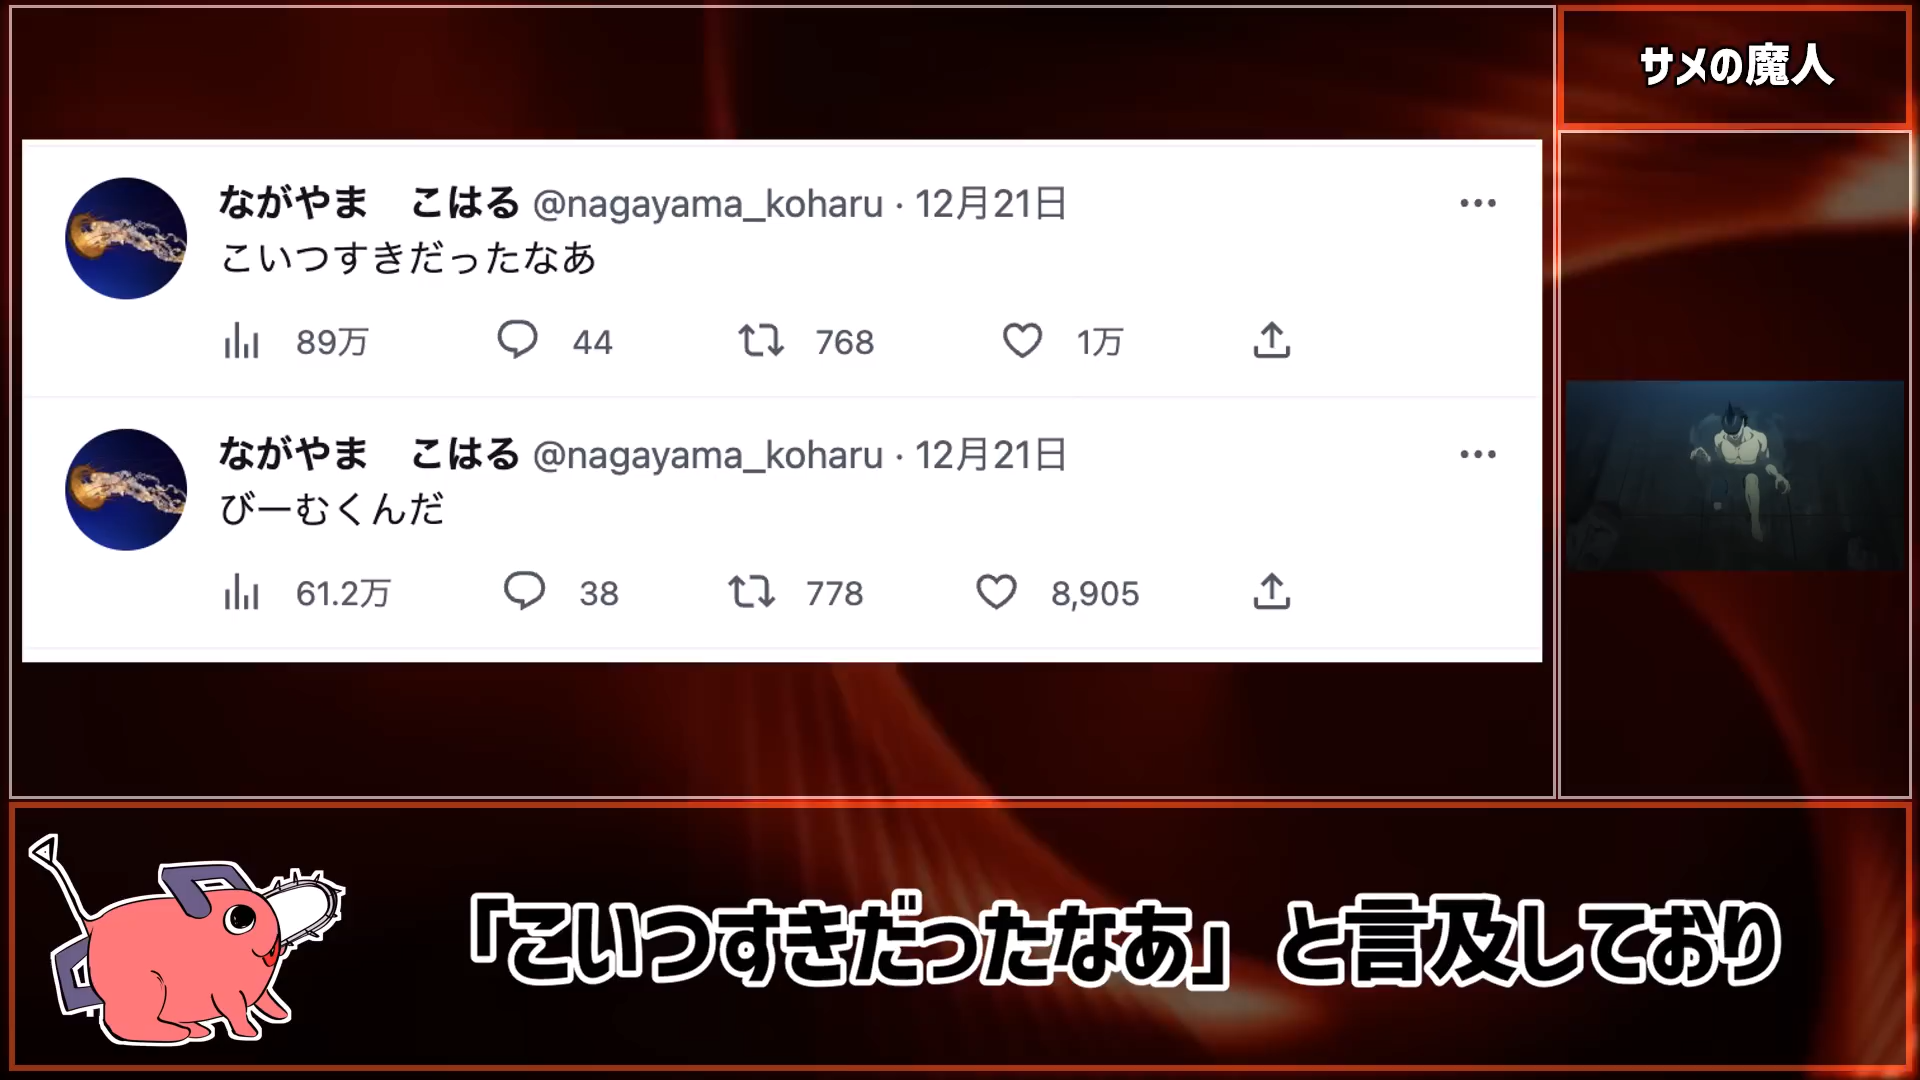 サメの魔人
ながやま　こはる @nagayama_koharu · 12月21日
こいつすきだったなあ
89万 44 768 1万
ながやま　こはる @nagayama_koharu · 12月21日
びーむくんだ
61.2万 38 778 8,905
「こいつすきだったなあ」と言及しており